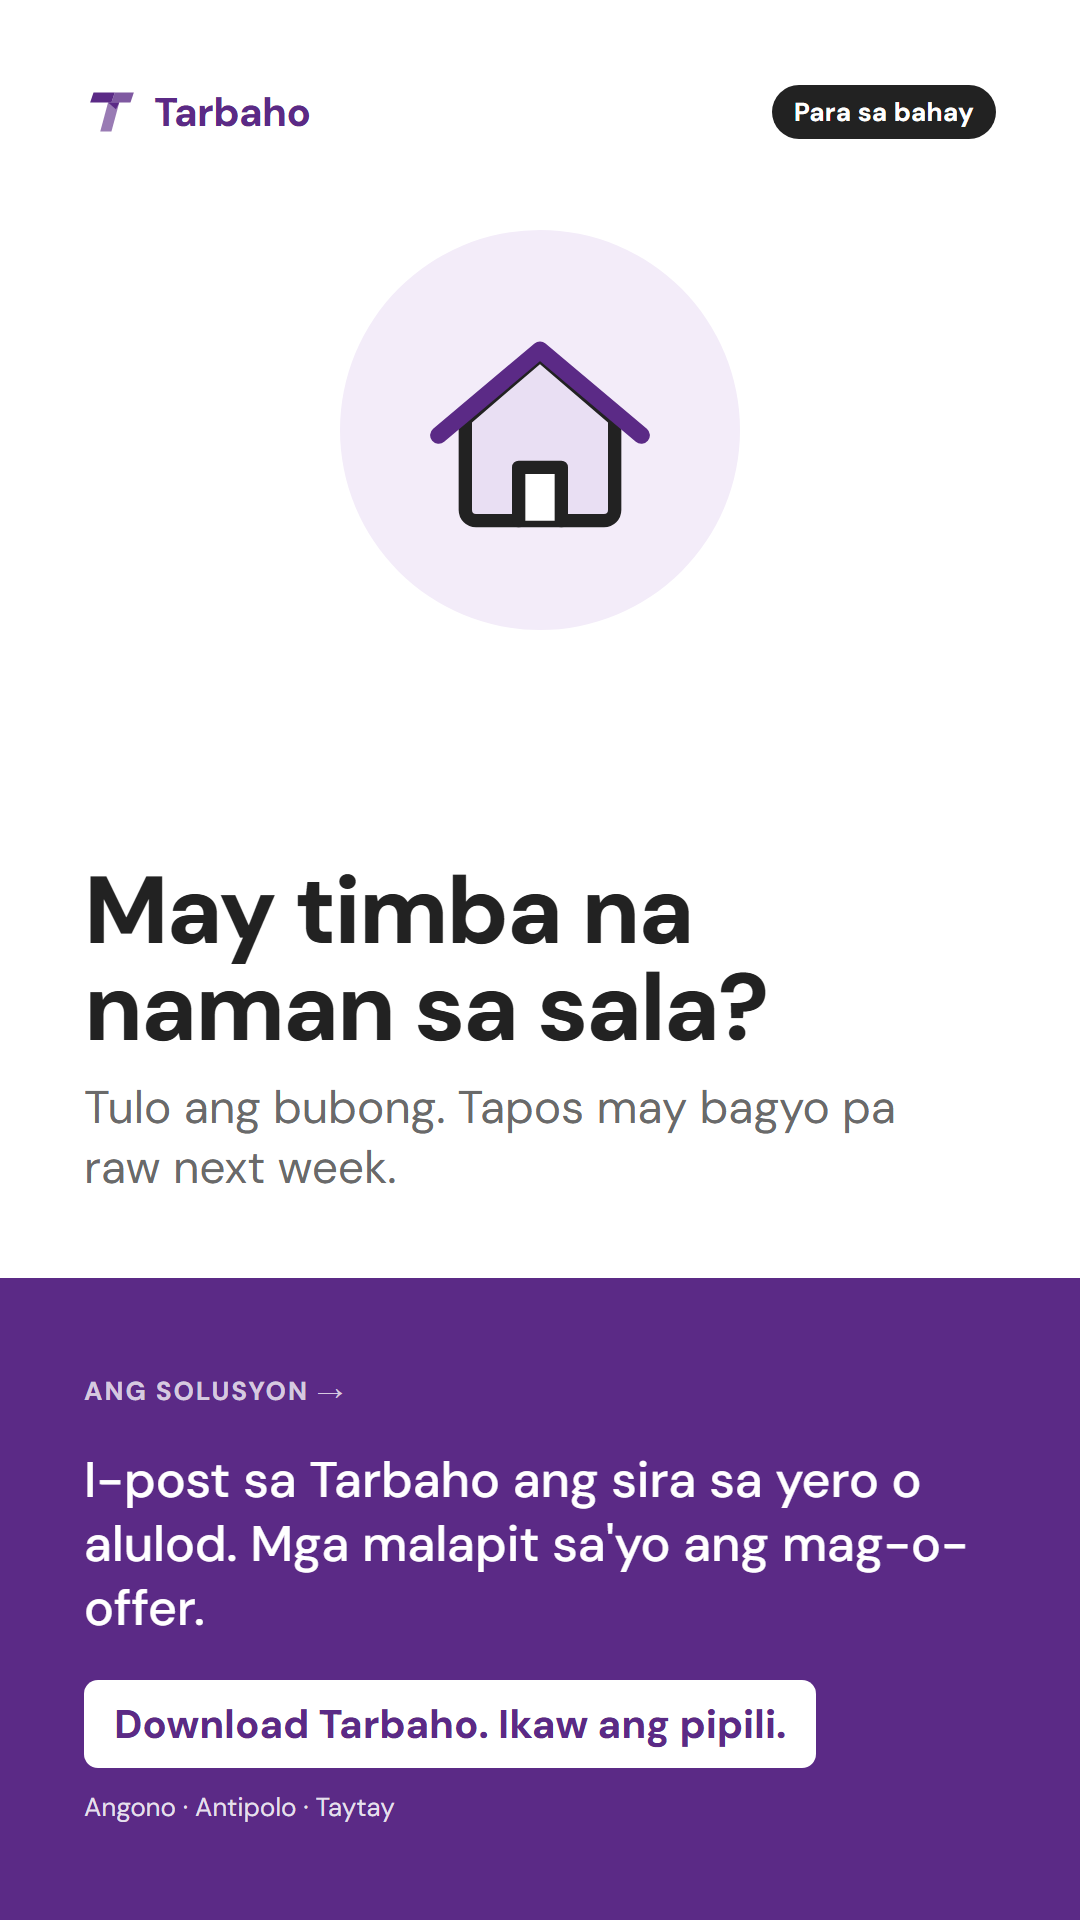 Tarbaho
Para sa bahay
May timba na
naman sa sala?
Tulo ang bubong. Tapos may bagyo pa
raw next week.
ANG SOLUSYON →
I-post sa Tarbaho ang sira sa yero o
alulod. Mga malapit sa'yo ang mag-o-
offer.
Download Tarbaho. Ikaw ang pipili.
Angono · Antipolo · Taytay